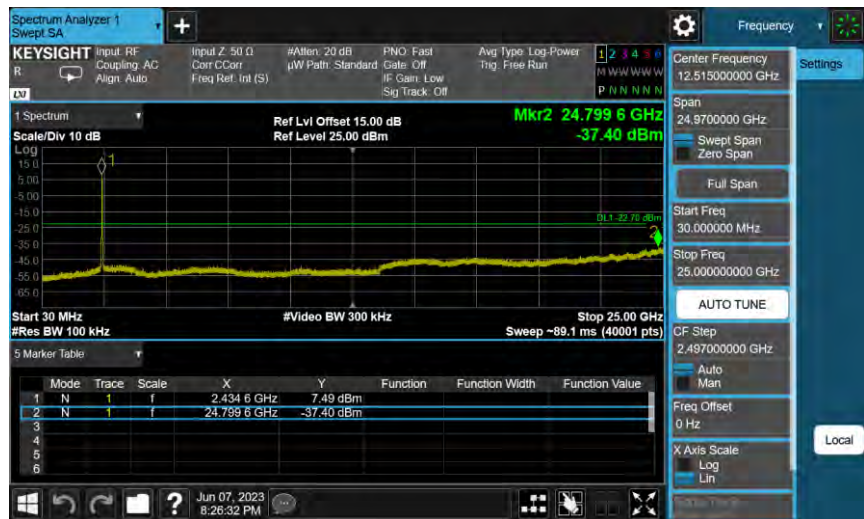 Spectrum Analyzer 1
Swept SA
+
Frequency
KEYSIGHT
R
LXI
Input: RF
Coupling: AC
Align: Auto
Input Z: 50 Ω
Corr CCorr
Freq Ref: Int (S)
#Atten: 20 dB
µW Path: Standard
PNO: Fast
Gate: Off
IF Gain: Low
Sig Track: Off
Avg Type: Log-Power
Trig: Free Run
1 2 3 4 5 6
M W W W W W
P N N N N N
1 Spectrum
Scale/Div 10 dB
Ref Lvl Offset 15.00 dB
Ref Level 25.00 dBm
Mkr2 24.799 6 GHz
-37.40 dBm
Log
15.0
5.00
-5.00
-15.0
-25.0
-35.0
-45.0
-55.0
-65.0
1
DL1 -22.70 dBm
2
Start 30 MHz
#Res BW 100 kHz
#Video BW 300 kHz
Stop 25.00 GHz
Sweep ~89.1 ms (40001 pts)
5 Marker Table
Mode Trace Scale X Y Function Function Width Function Value
1 N 1 f 2.434 6 GHz 7.49 dBm
2 N 1 f 24.799 6 GHz -37.40 dBm
3
4
5
6
?
Jun 07, 2023
8:26:32 PM
Center Frequency
12.515000000 GHz
Settings
Span
24.9700000 GHz
Swept Span
Zero Span
Full Span
Start Freq
30.000000 MHz
Stop Freq
25.000000000 GHz
AUTO TUNE
CF Step
2.497000000 GHz
Auto
Man
Freq Offset
0 Hz
X Axis Scale
Log
Lin
Local